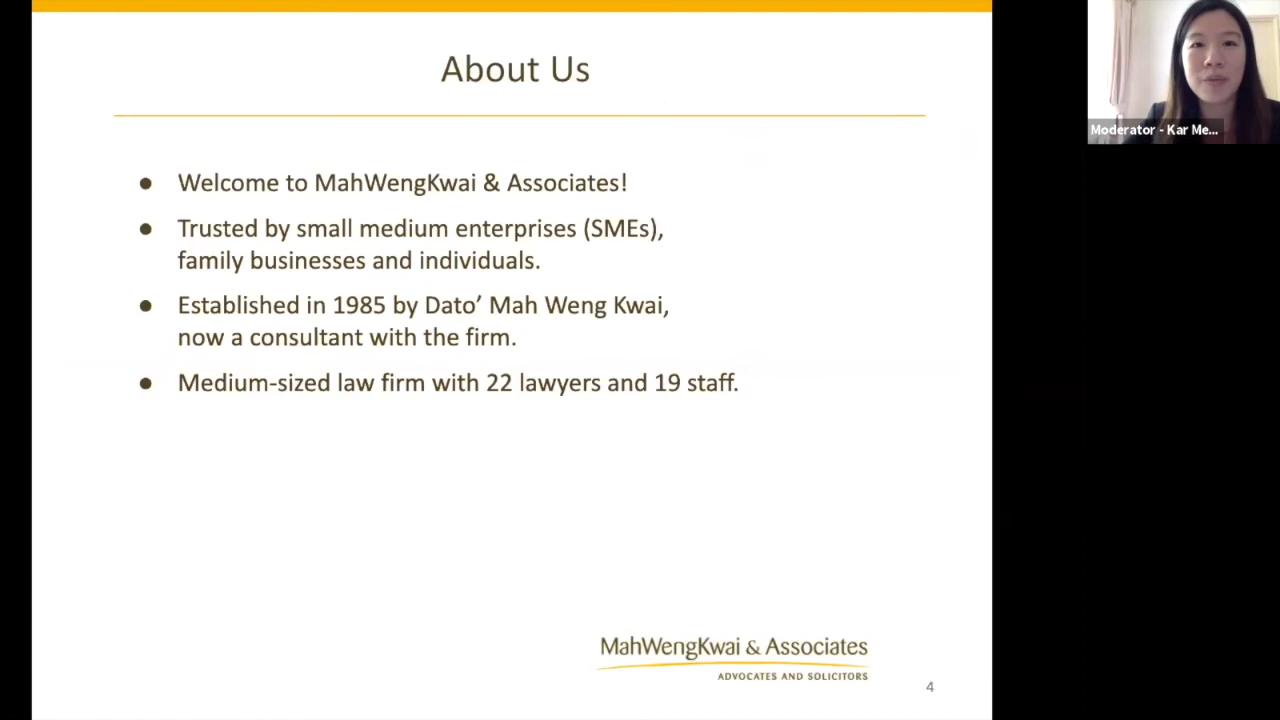 About Us
● Welcome to MahWengKwai & Associates!
● Trusted by small medium enterprises (SMEs),
family businesses and individuals.
● Established in 1985 by Dato’ Mah Weng Kwai,
now a consultant with the firm.
● Medium-sized law firm with 22 lawyers and 19 staff.
MahWengKwai & Associates
ADVOCATES AND SOLICITORS
4
Moderator - Kar Me...